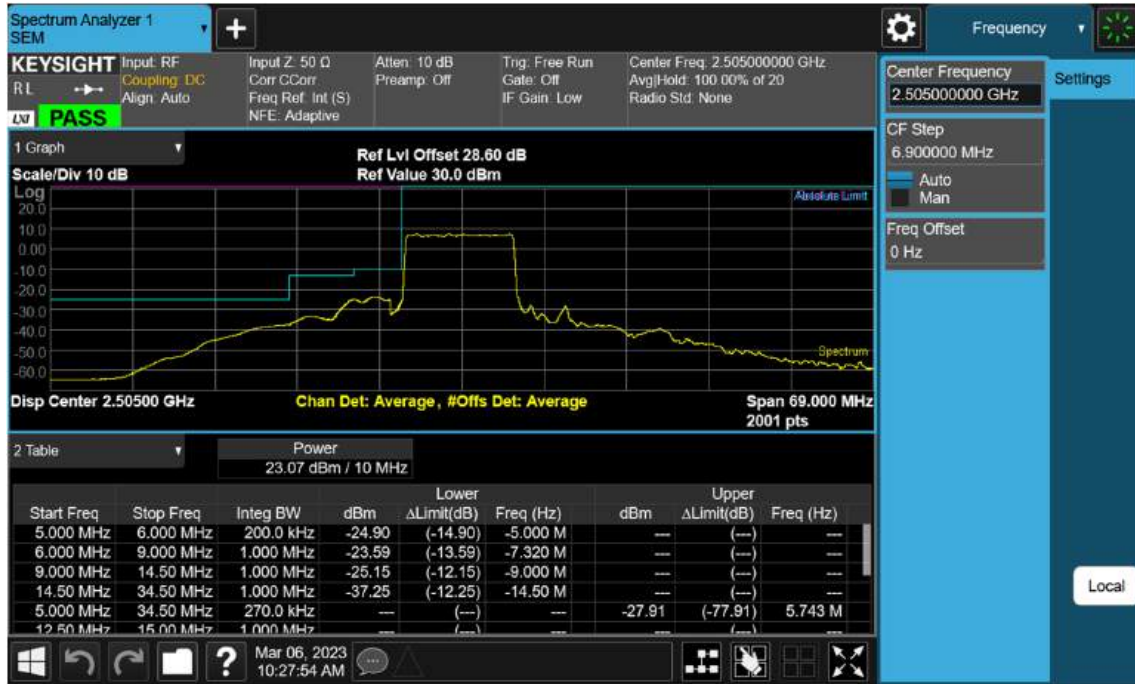 Spectrum Analyzer 1
SEM
Frequency
KEYSIGHT
R L
LXI
PASS
Input: RF
Coupling: DC
Align: Auto
Input Z: 50 Ω
Corr CCorr
Freq Ref: Int (S)
NFE: Adaptive
Atten: 10 dB
Preamp: Off
Trig: Free Run
Gate: Off
IF Gain: Low
Center Freq: 2.505000000 GHz
Avg|Hold: 100.00% of 20
Radio Std: None
Center Frequency
2.505000000 GHz
Settings
CF Step
6.900000 MHz
Auto
Man
Freq Offset
0 Hz
Local
1 Graph
Scale/Div 10 dB
Ref Lvl Offset 28.60 dB
Ref Value 30.0 dBm
Log
Absolute Limit
20.0
10.0
0.00
-10.0
-20.0
-30.0
-40.0
-50.0
-60.0
Spectrum
Disp Center 2.50500 GHz
Chan Det: Average, #Offs Det: Average
Span 69.000 MHz
2001 pts
2 Table
Power
23.07 dBm / 10 MHz
Lower Upper
Start Freq Stop Freq Integ BW dBm ΔLimit(dB) Freq (Hz) dBm ΔLimit(dB) Freq (Hz)
5.000 MHz 6.000 MHz 200.0 kHz -24.90 (-14.90) -5.000 M --- (---) ---
6.000 MHz 9.000 MHz 1.000 MHz -23.59 (-13.59) -7.320 M --- (---) ---
9.000 MHz 14.50 MHz 1.000 MHz -25.15 (-12.15) -9.000 M --- (---) ---
14.50 MHz 34.50 MHz 1.000 MHz -37.25 (-12.25) -14.50 M --- (---) ---
5.000 MHz 34.50 MHz 270.0 kHz --- (---) --- -27.91 (-77.91) 5.743 M
12.50 MHz 15.00 MHz 1.000 MHz --- (---) --- --- (---) ---
?
Mar 06, 2023
10:27:54 AM